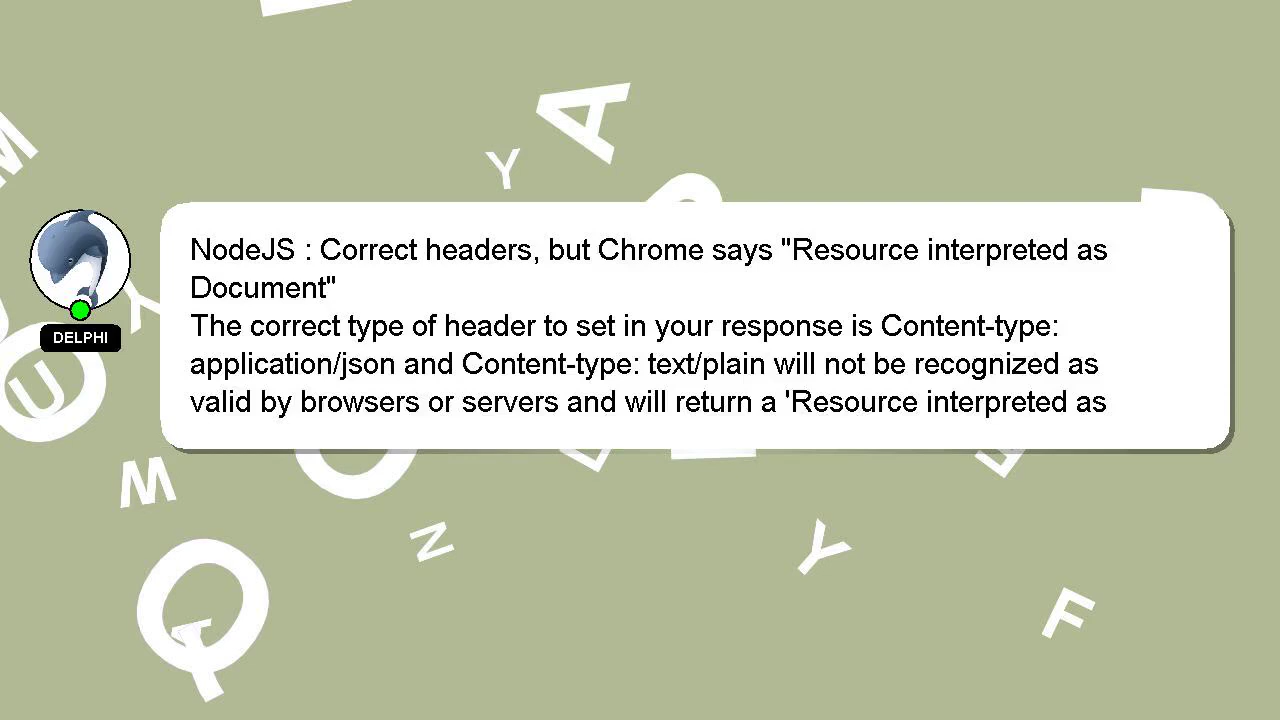 NodeJS : Correct headers, but Chrome says "Resource interpreted as
Document"
The correct type of header to set in your response is Content-type:
application/json and Content-type: text/plain will not be recognized as
valid by browsers or servers and will return a 'Resource interpreted as
DELPHI
M
A
Y
Y
U
O
W
Z
Q
T
Y
F